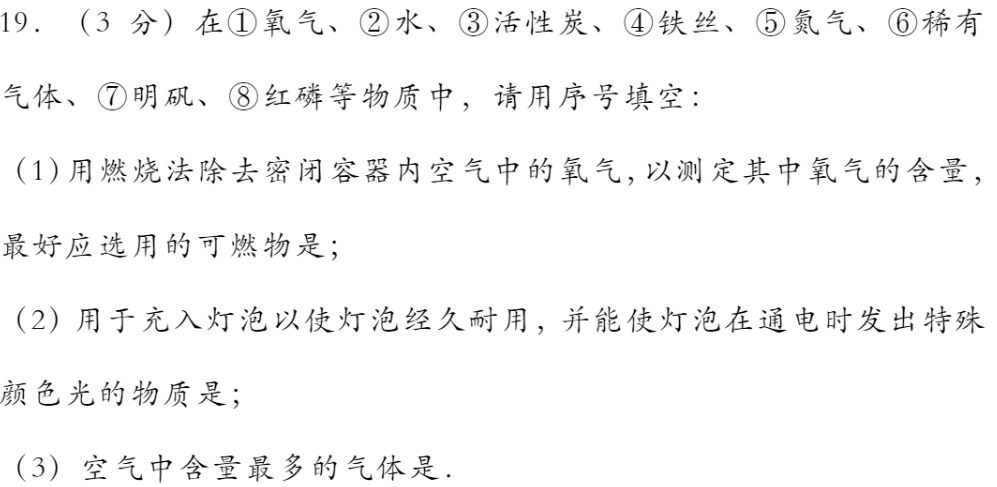 19. （3 分）在①氧气、②水、③活性炭、④铁丝、⑤氮气、⑥稀有
气体、⑦明矾、⑧红磷等物质中，请用序号填空：
（1）用燃烧法除去密闭容器内空气中的氧气，以测定其中氧气的含量，
最好应选用的可燃物是；
（2）用于充入灯泡以使灯泡经久耐用，并能使灯泡在通电时发出特殊
颜色光的物质是；
（3）空气中含量最多的气体是．